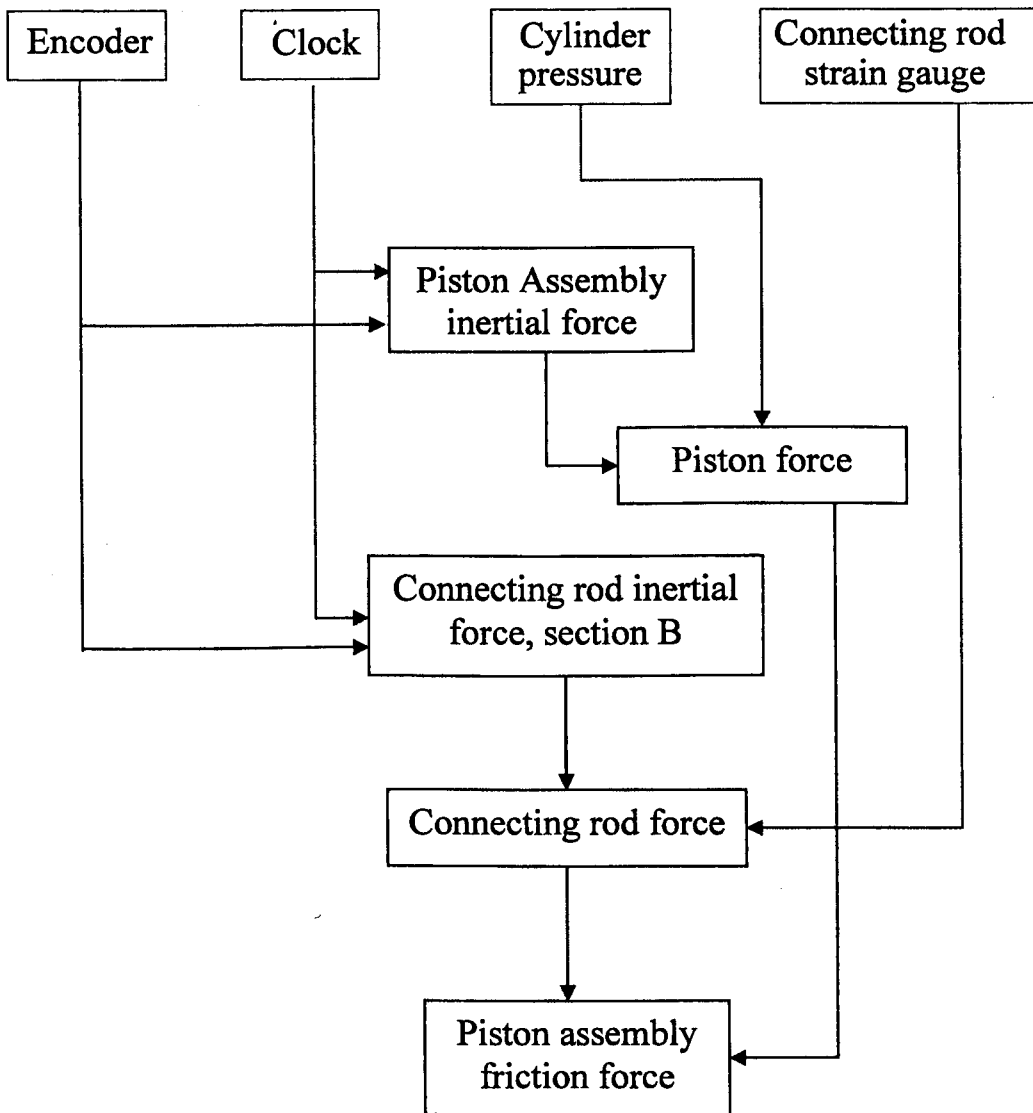 Encoder
Clock
Cylinder
pressure
Connecting rod
strain gauge
Piston Assembly
inertial force
Piston force
Connecting rod inertial
force, section B
Connecting rod force
Piston assembly
friction force